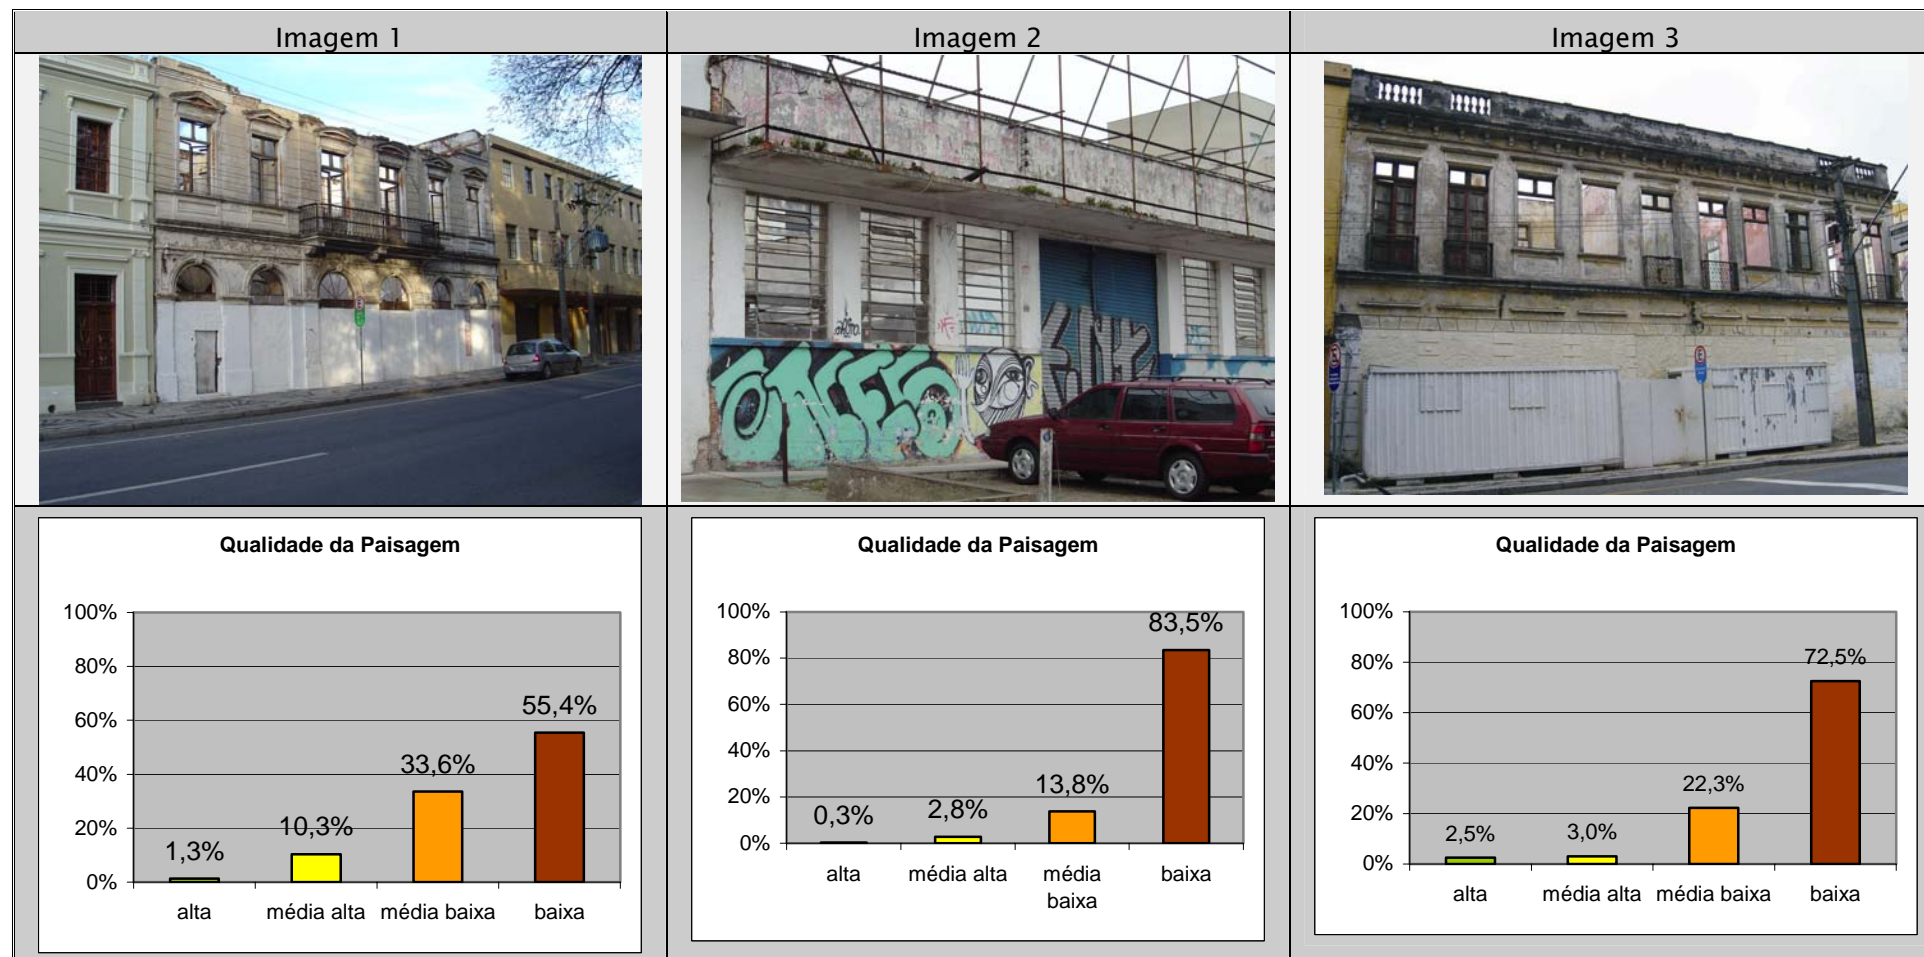 Imagem 1
Imagem 2
Imagem 3
ONES
Qualidade da Paisagem
100%
80%
60%
40%
20%
0%
1,3%
10,3%
33,6%
55,4%
alta
média alta
média baixa
baixa
Qualidade da Paisagem
100%
80%
60%
40%
20%
0%
0,3%
2,8%
13,8%
83,5%
alta
média alta
média
baixa
baixa
Qualidade da Paisagem
100%
80%
60%
40%
20%
0%
2,5%
3,0%
22,3%
72,5%
alta
média alta
média baixa
baixa